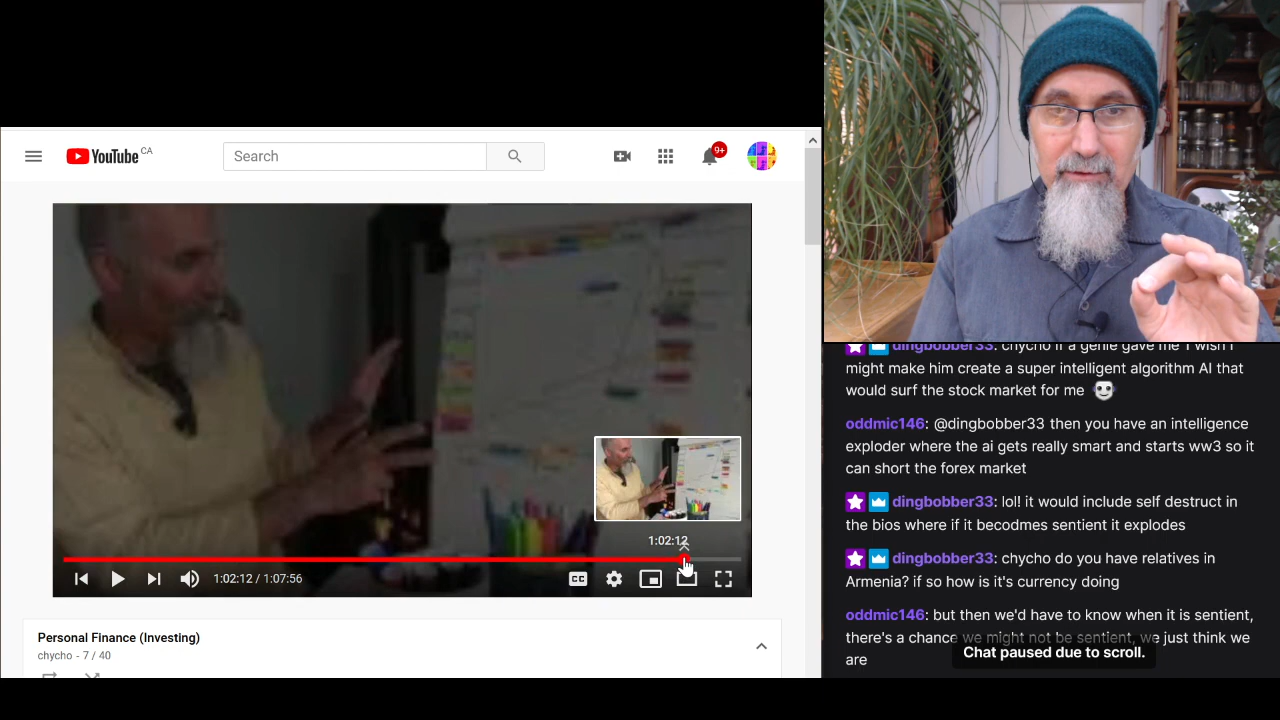 YouTube CA
Search
9+
1:02:12
1:02:12 / 1:07:56
CC
Personal Finance (Investing)
chycho - 7 / 40
dingbobber33: chycho if a genie gave me 1 wish I
might make him create a super intelligent algorithm AI that
would surf the stock market for me
oddmic146: @dingbobber33 then you have an intelligence
exploder where the ai gets really smart and starts ww3 so it
can short the forex market
dingbobber33: lol! it would include self destruct in
the bios where if it becodmes sentient it explodes
dingbobber33: chycho do you have relatives in
Armenia? if so how is it's currency doing
oddmic146: but then we'd have to know when it is sentient,
there's a chance we might not be sentient, we just think we
are
Chat paused due to scroll.